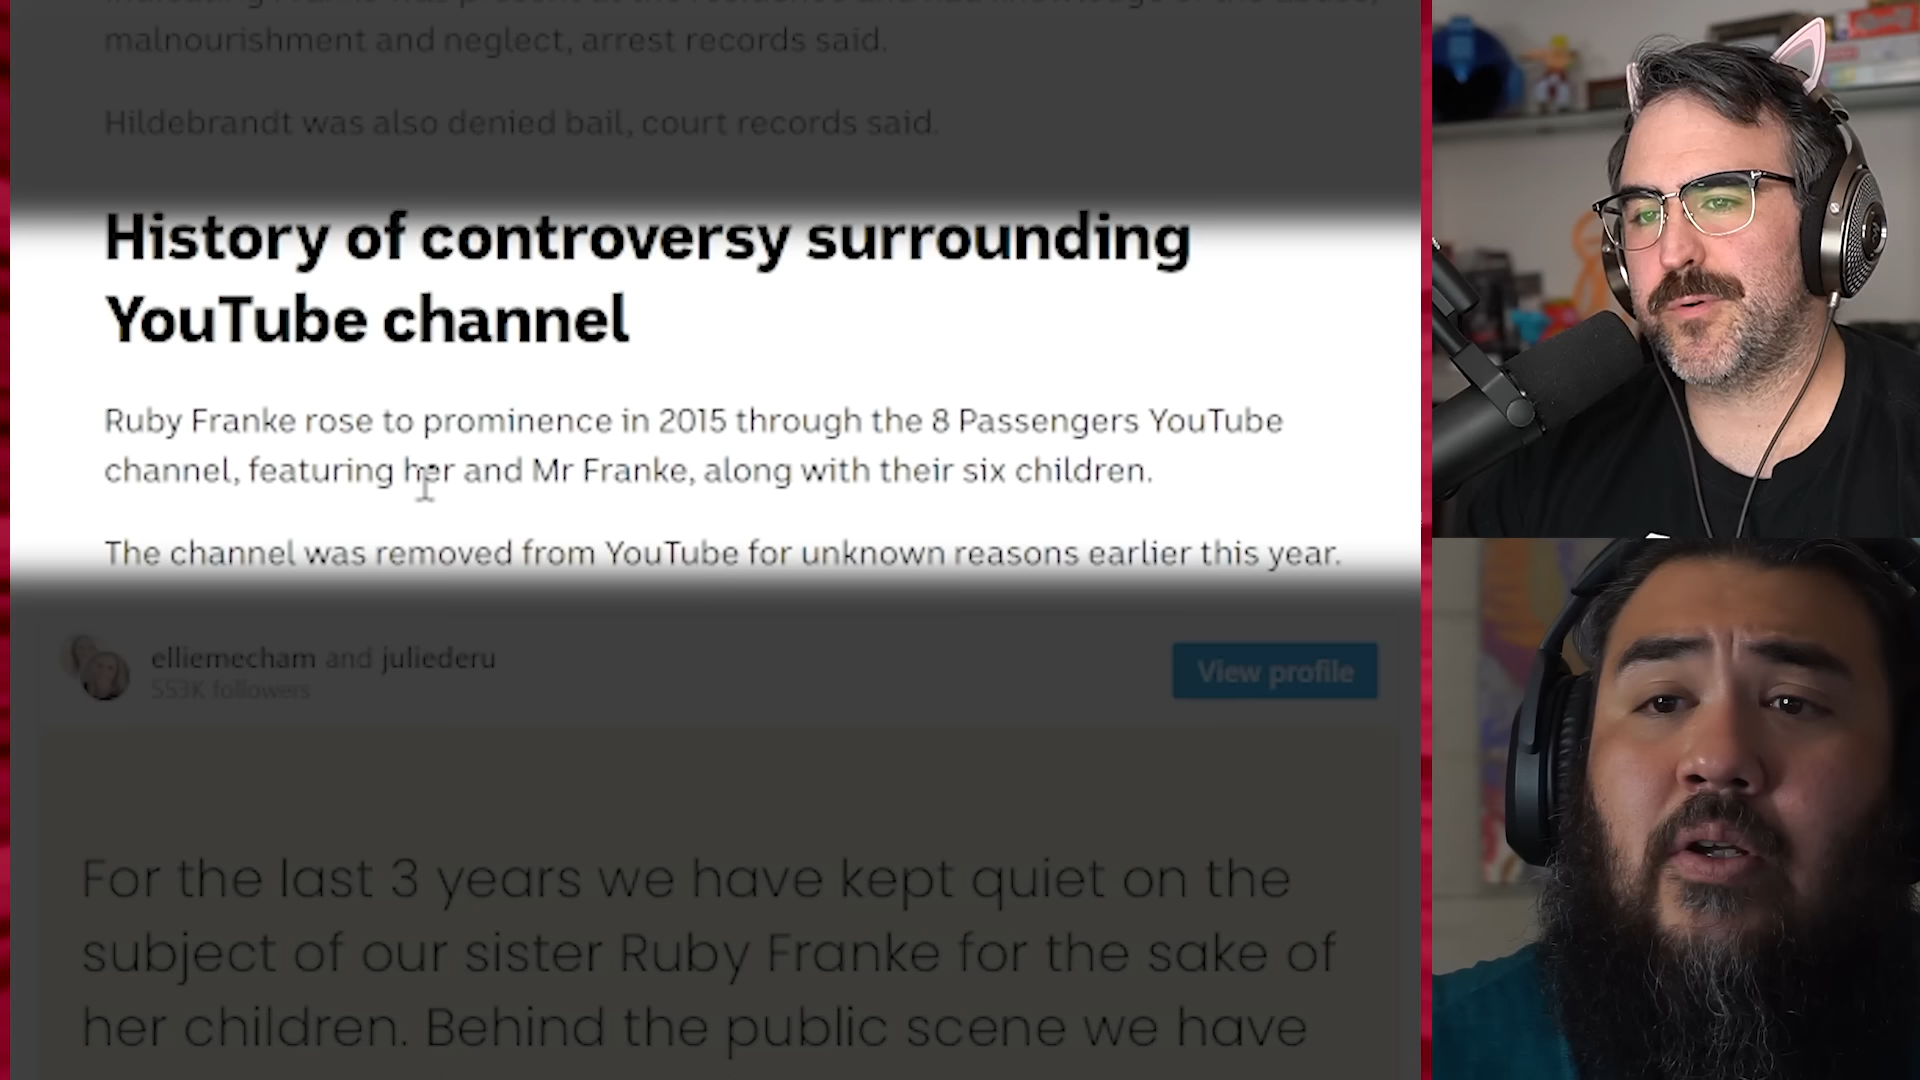 malnourishment and neglect, arrest records said.
Hildebrandt was also denied bail, court records said.
History of controversy surrounding
YouTube channel
Ruby Franke rose to prominence in 2015 through the 8 Passengers YouTube
channel, featuring her and Mr Franke, along with their six children.
The channel was removed from YouTube for unknown reasons earlier this year.
elliemecham and juliederu
553K followers
View profile
For the last 3 years we have kept quiet on the
subject of our sister Ruby Franke for the sake of
her children. Behind the public scene we have